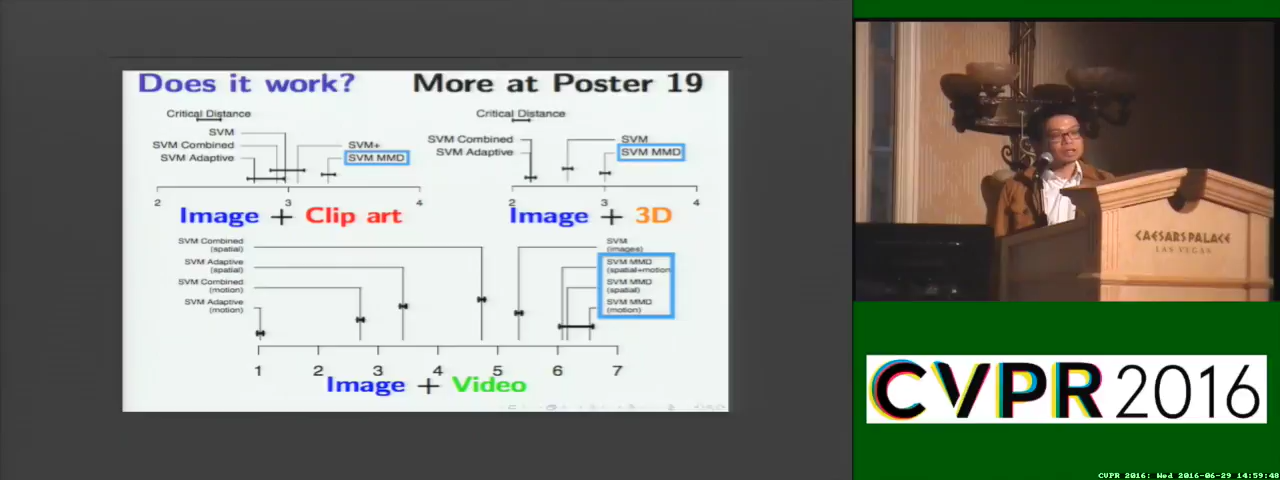 Does it work?
More at Poster 19
Critical Distance
SVM
SVM Combined
SVM Adaptive
SVM+
SVM MMD
2
3
4
Image + Clip art
Critical Distance
SVM Combined
SVM Adaptive
SVM
SVM MMD
2
3
4
Image + 3D
SVM Combined
(spatial)
SVM Adaptive
(spatial)
SVM Combined
(motion)
SVM Adaptive
(motion)
SVM
(images)
SVM MMD
(spatial+motion
SVM MMD
(spatial)
SVM MMD
(motion)
1 2 3 4 5 6 7
Image + Video
CAESARS PALACE
LAS VEGAS
CVPR 2016
CVPR 2016: Wed 2016-06-29 14:59:48